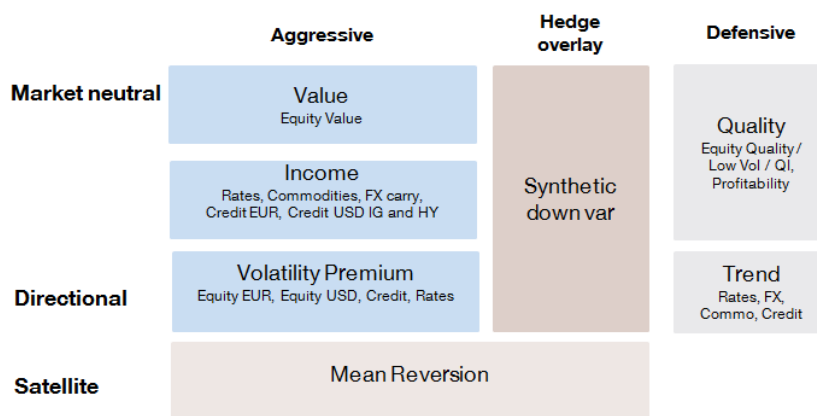 Aggressive
Hedge
overlay
Defensive
Market neutral
Value
Equity Value
Income
Rates, Commodities, FX carry,
Credit EUR, Credit USD IG and HY
Synthetic
down var
Quality
Equity Quality /
Low Vol / QI,
Profitability
Directional
Volatility Premium
Equity EUR, Equity USD, Credit, Rates
Trend
Rates, FX,
Commo, Credit
Satellite
Mean Reversion